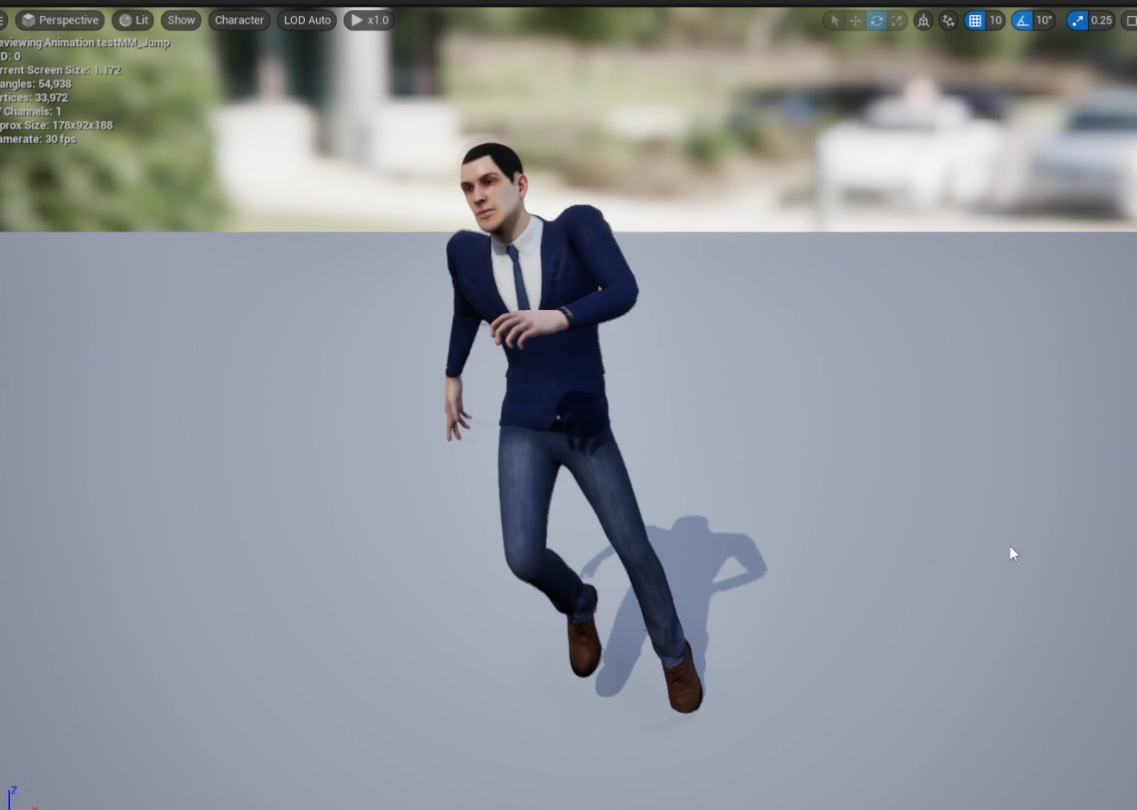 Perspective Lit Show Character LOD Auto x1.0 10 10° 0.25
eviewing Animation testMM_Jump
D: 0
rrent Screen Size: 1.172
angles: 54,938
rtices: 33,972
Channels: 1
prox Size: 178x92x188
amerate: 30 fps
Z